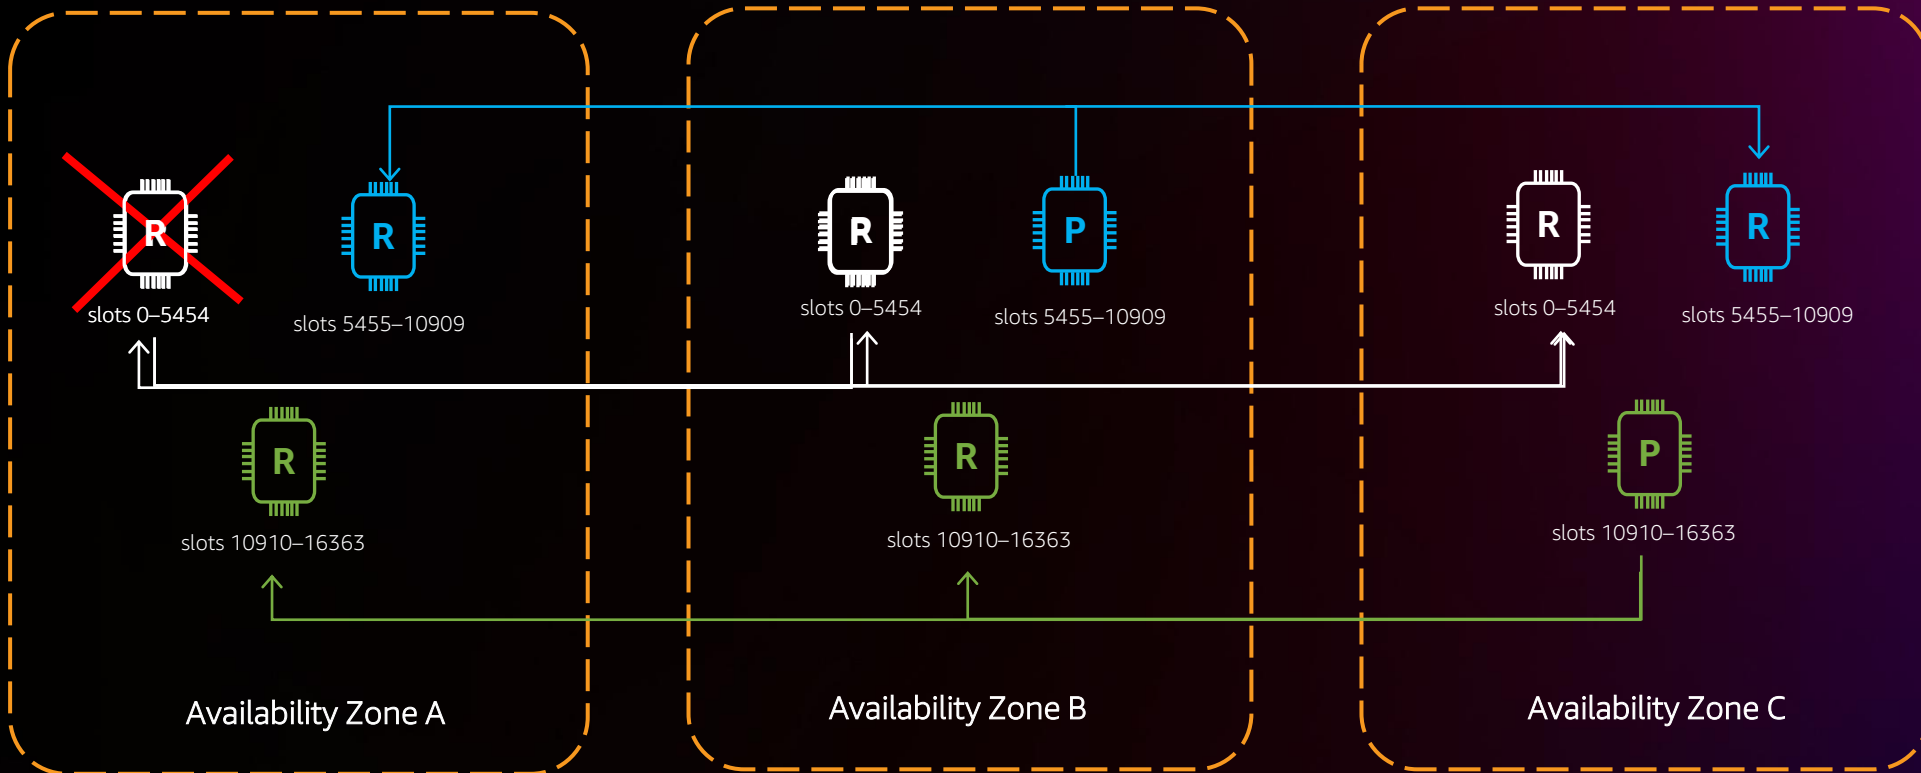 R
slots 0–5454
R
slots 5455–10909
R
slots 10910–16363
Availability Zone A
R
slots 0–5454
P
slots 5455–10909
R
slots 10910–16363
Availability Zone B
R
slots 0–5454
R
slots 5455–10909
P
slots 10910–16363
Availability Zone C